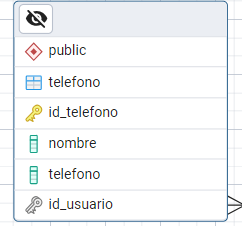 public
telefono
id_telefono
nombre
telefono
id_usuario